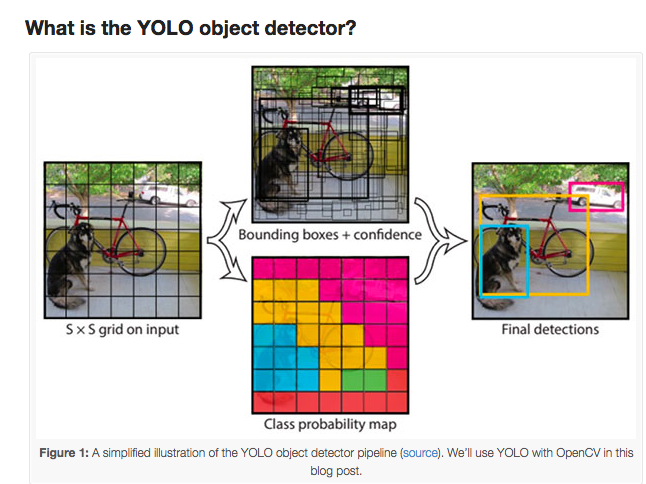 What is the YOLO object detector?
Bounding boxes + confidence
S × S grid on input
Final detections
Class probability map
Figure 1: A simplified illustration of the YOLO object detector pipeline (source). We'll use YOLO with OpenCV in this
blog post.